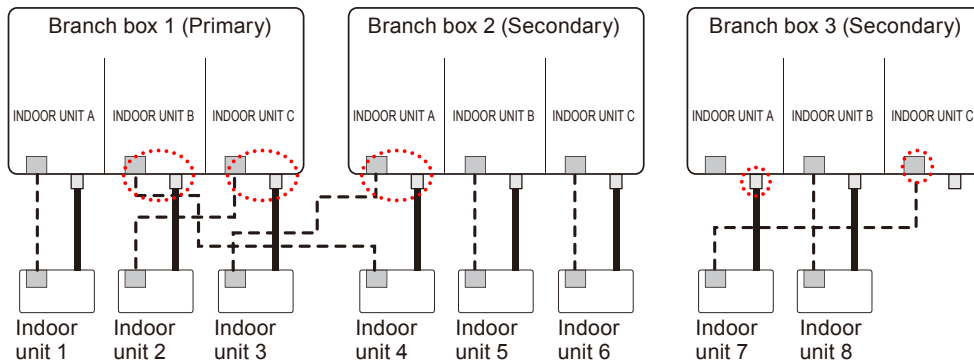 Branch box 1 (Primary)
INDOOR UNIT A
INDOOR UNIT B
INDOOR UNIT C
Branch box 2 (Secondary)
INDOOR UNIT A
INDOOR UNIT B
INDOOR UNIT C
Branch box 3 (Secondary)
INDOOR UNIT A
INDOOR UNIT B
INDOOR UNIT C
Indoor
unit 1
Indoor
unit 2
Indoor
unit 3
Indoor
unit 4
Indoor
unit 5
Indoor
unit 6
Indoor
unit 7
Indoor
unit 8